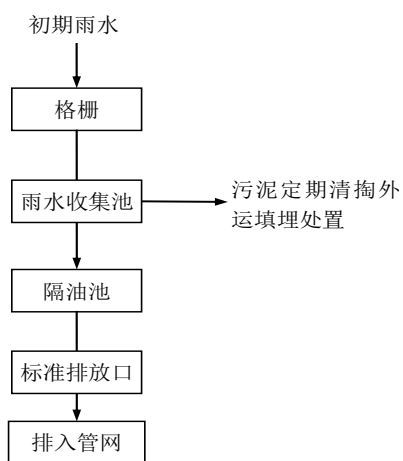 初期雨水
格栅
雨水收集池
污泥定期清掏外
运填埋处置
隔油池
标准排放口
排入管网